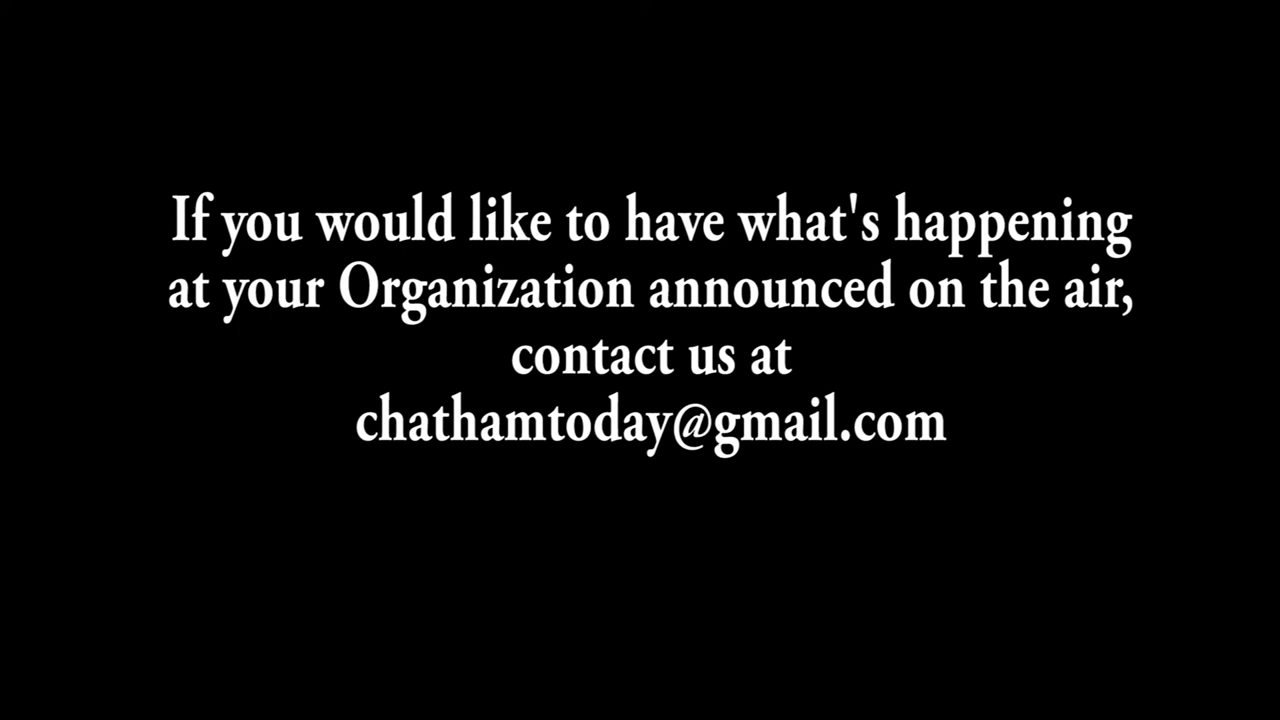 If you would like to have what's happening
at your Organization announced on the air,
contact us at
chathamtoday@gmail.com